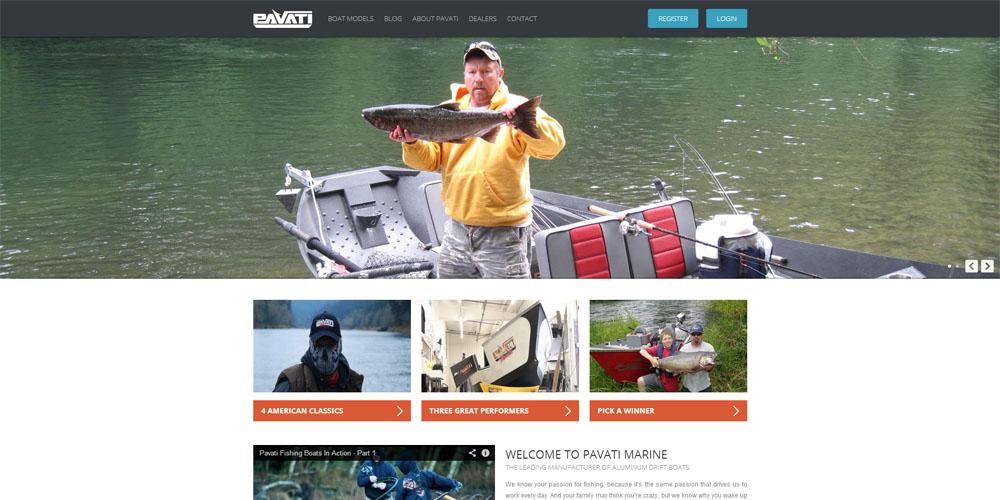 PAVATI
BOAT MODELS BLOG ABOUT PAVATI DEALERS CONTACT
REGISTER LOGIN
PAVATI
PAVATI
4 AMERICAN CLASSICS
THREE GREAT PERFORMERS
PICK A WINNER
Pavati Fishing Boats In Action - Part 1
WELCOME TO PAVATI MARINE
THE LEADING MANUFACTURER OF ALUMINUM DRIFT BOATS
We know your passion for fishing, because it's the same passion that drives us to
work every day. And your family may think you're crazy, but we know why you wake up